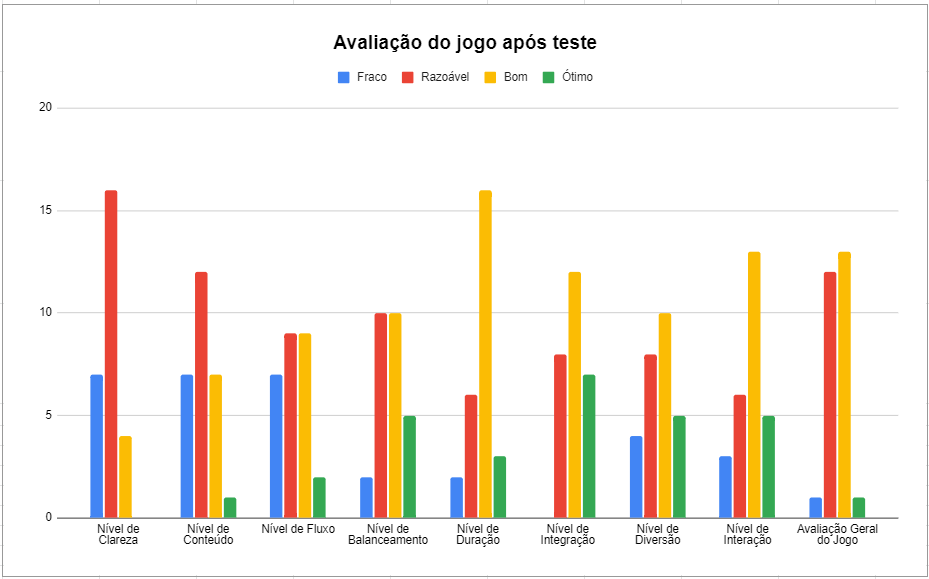 Avaliação do jogo após teste
Fraco Razoável Bom Ótimo
20
15
10
5
0
Nível de Clareza
Nível de Conteúdo
Nível de Fluxo
Nível de Balanceamento
Nível de Duração
Nível de Integração
Nível de Diversão
Nível de Interação
Avaliação Geral do Jogo